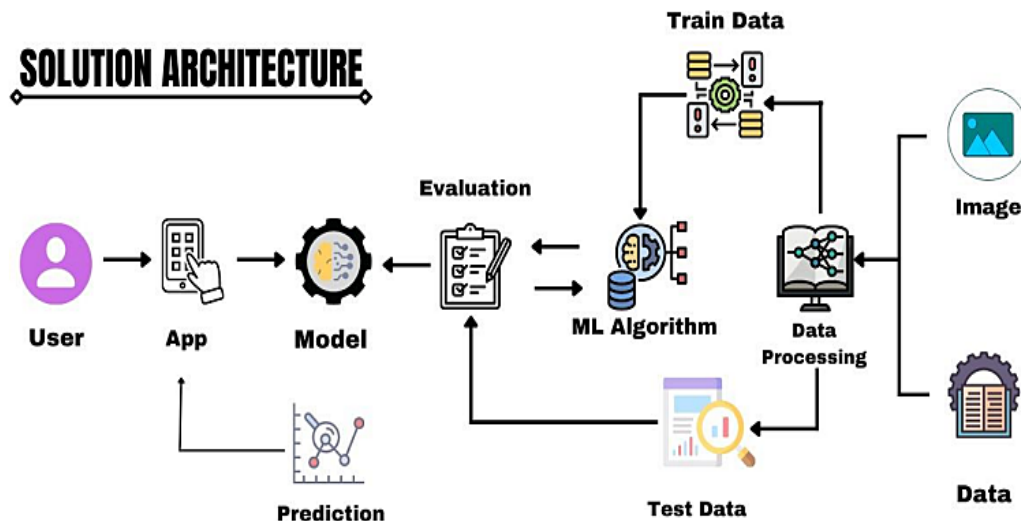 Train Data
SOLUTION ARCHITECTURE
Evaluation
Image
User
App
Model
ML Algorithm
Data
Processing
Prediction
Test Data
Data